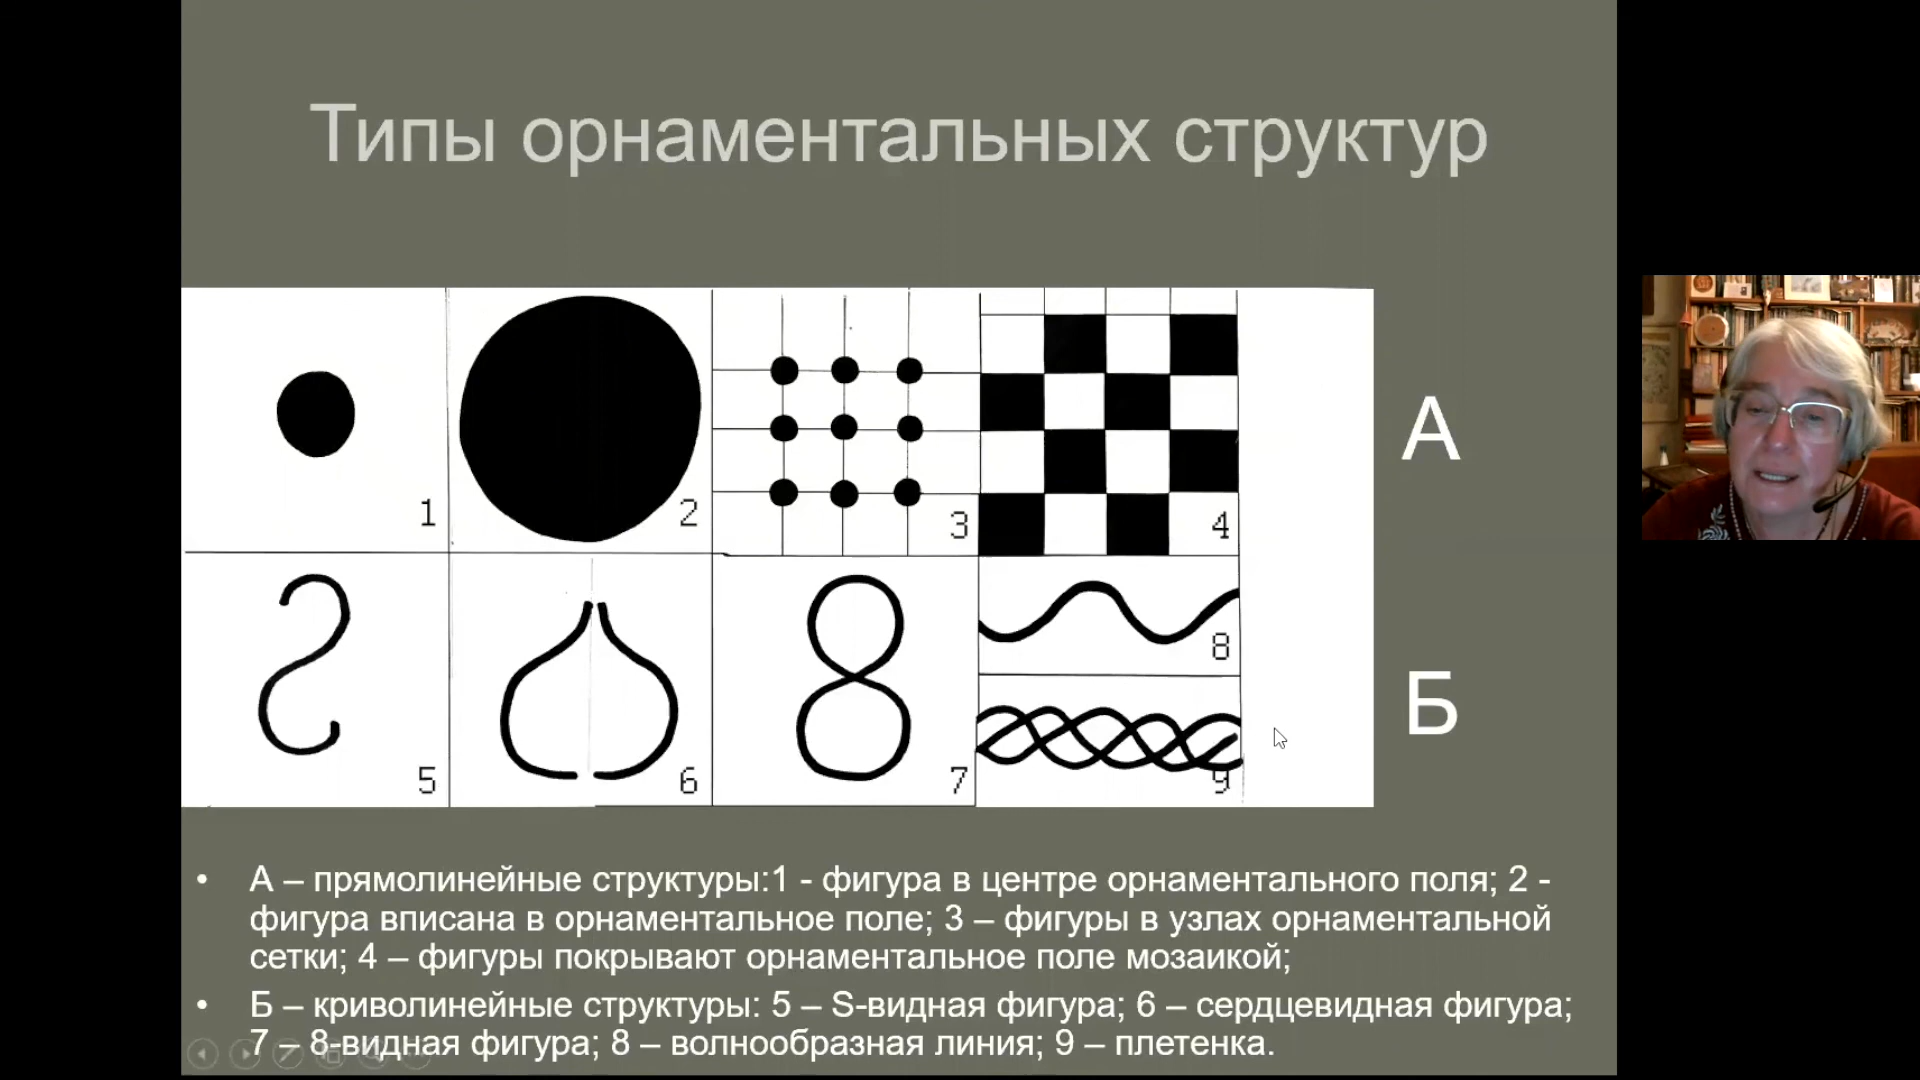 Типы орнаментальных структур
1
2
3
4
А
5
6
7
8
9
Б
• А – прямолинейные структуры:1 - фигура в центре орнаментального поля; 2 -
фигура вписана в орнаментальное поле; 3 – фигуры в узлах орнаментальной
сетки; 4 – фигуры покрывают орнаментальное поле мозаикой;
• Б – криволинейные структуры: 5 – S-видная фигура; 6 – сердцевидная фигура;
7 – 8-видная фигура; 8 – волнообразная линия; 9 – плетенка.